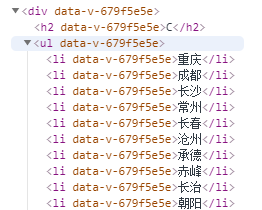 <div data-v-679f5e5e>
<h2 data-v-679f5e5e>C</h2>
<ul data-v-679f5e5e>
<li data-v-679f5e5e>重庆</li>
<li data-v-679f5e5e>成都</li>
<li data-v-679f5e5e>长沙</li>
<li data-v-679f5e5e>常州</li>
<li data-v-679f5e5e>长春</li>
<li data-v-679f5e5e>沧州</li>
<li data-v-679f5e5e>承德</li>
<li data-v-679f5e5e>赤峰</li>
<li data-v-679f5e5e>长治</li>
<li data-v-679f5e5e>朝阳</li>